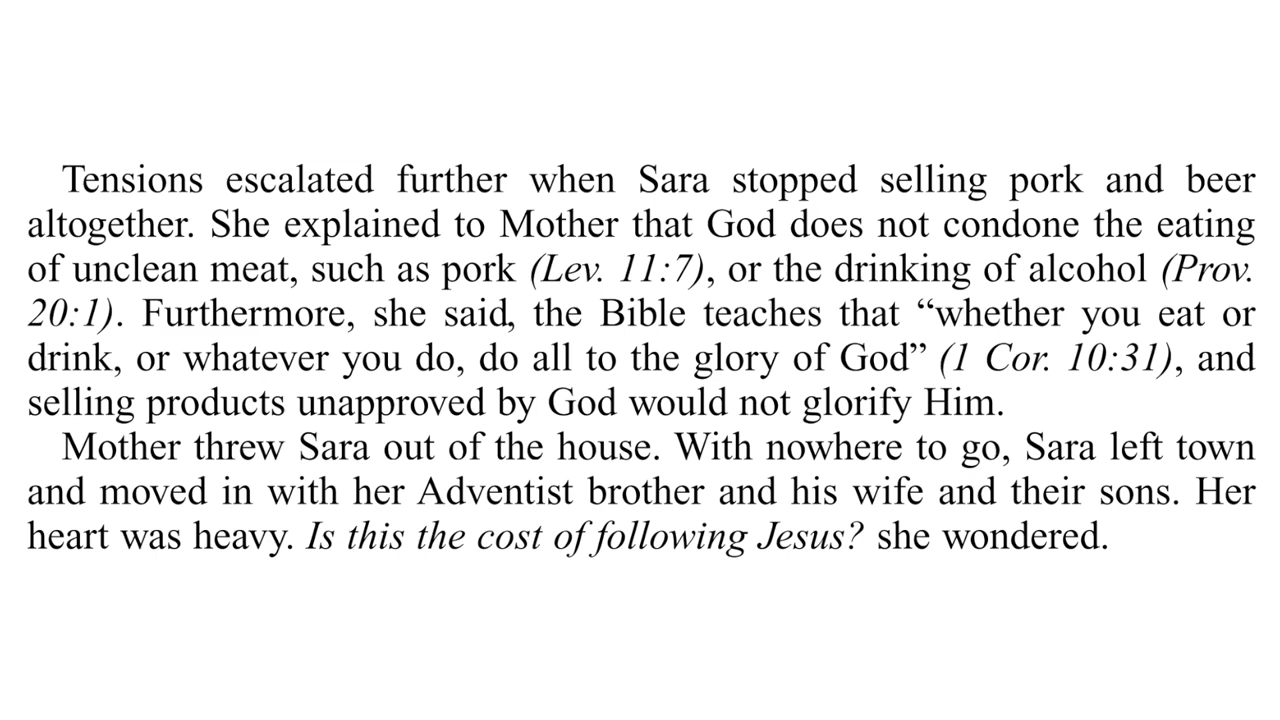 Tensions escalated further when Sara stopped selling pork and beer
altogether. She explained to Mother that God does not condone the eating
of unclean meat, such as pork (Lev. 11:7), or the drinking of alcohol (Prov.
20:1). Furthermore, she said, the Bible teaches that “whether you eat or
drink, or whatever you do, do all to the glory of God” (1 Cor. 10:31), and
selling products unapproved by God would not glorify Him.
Mother threw Sara out of the house. With nowhere to go, Sara left town
and moved in with her Adventist brother and his wife and their sons. Her
heart was heavy. Is this the cost of following Jesus? she wondered.